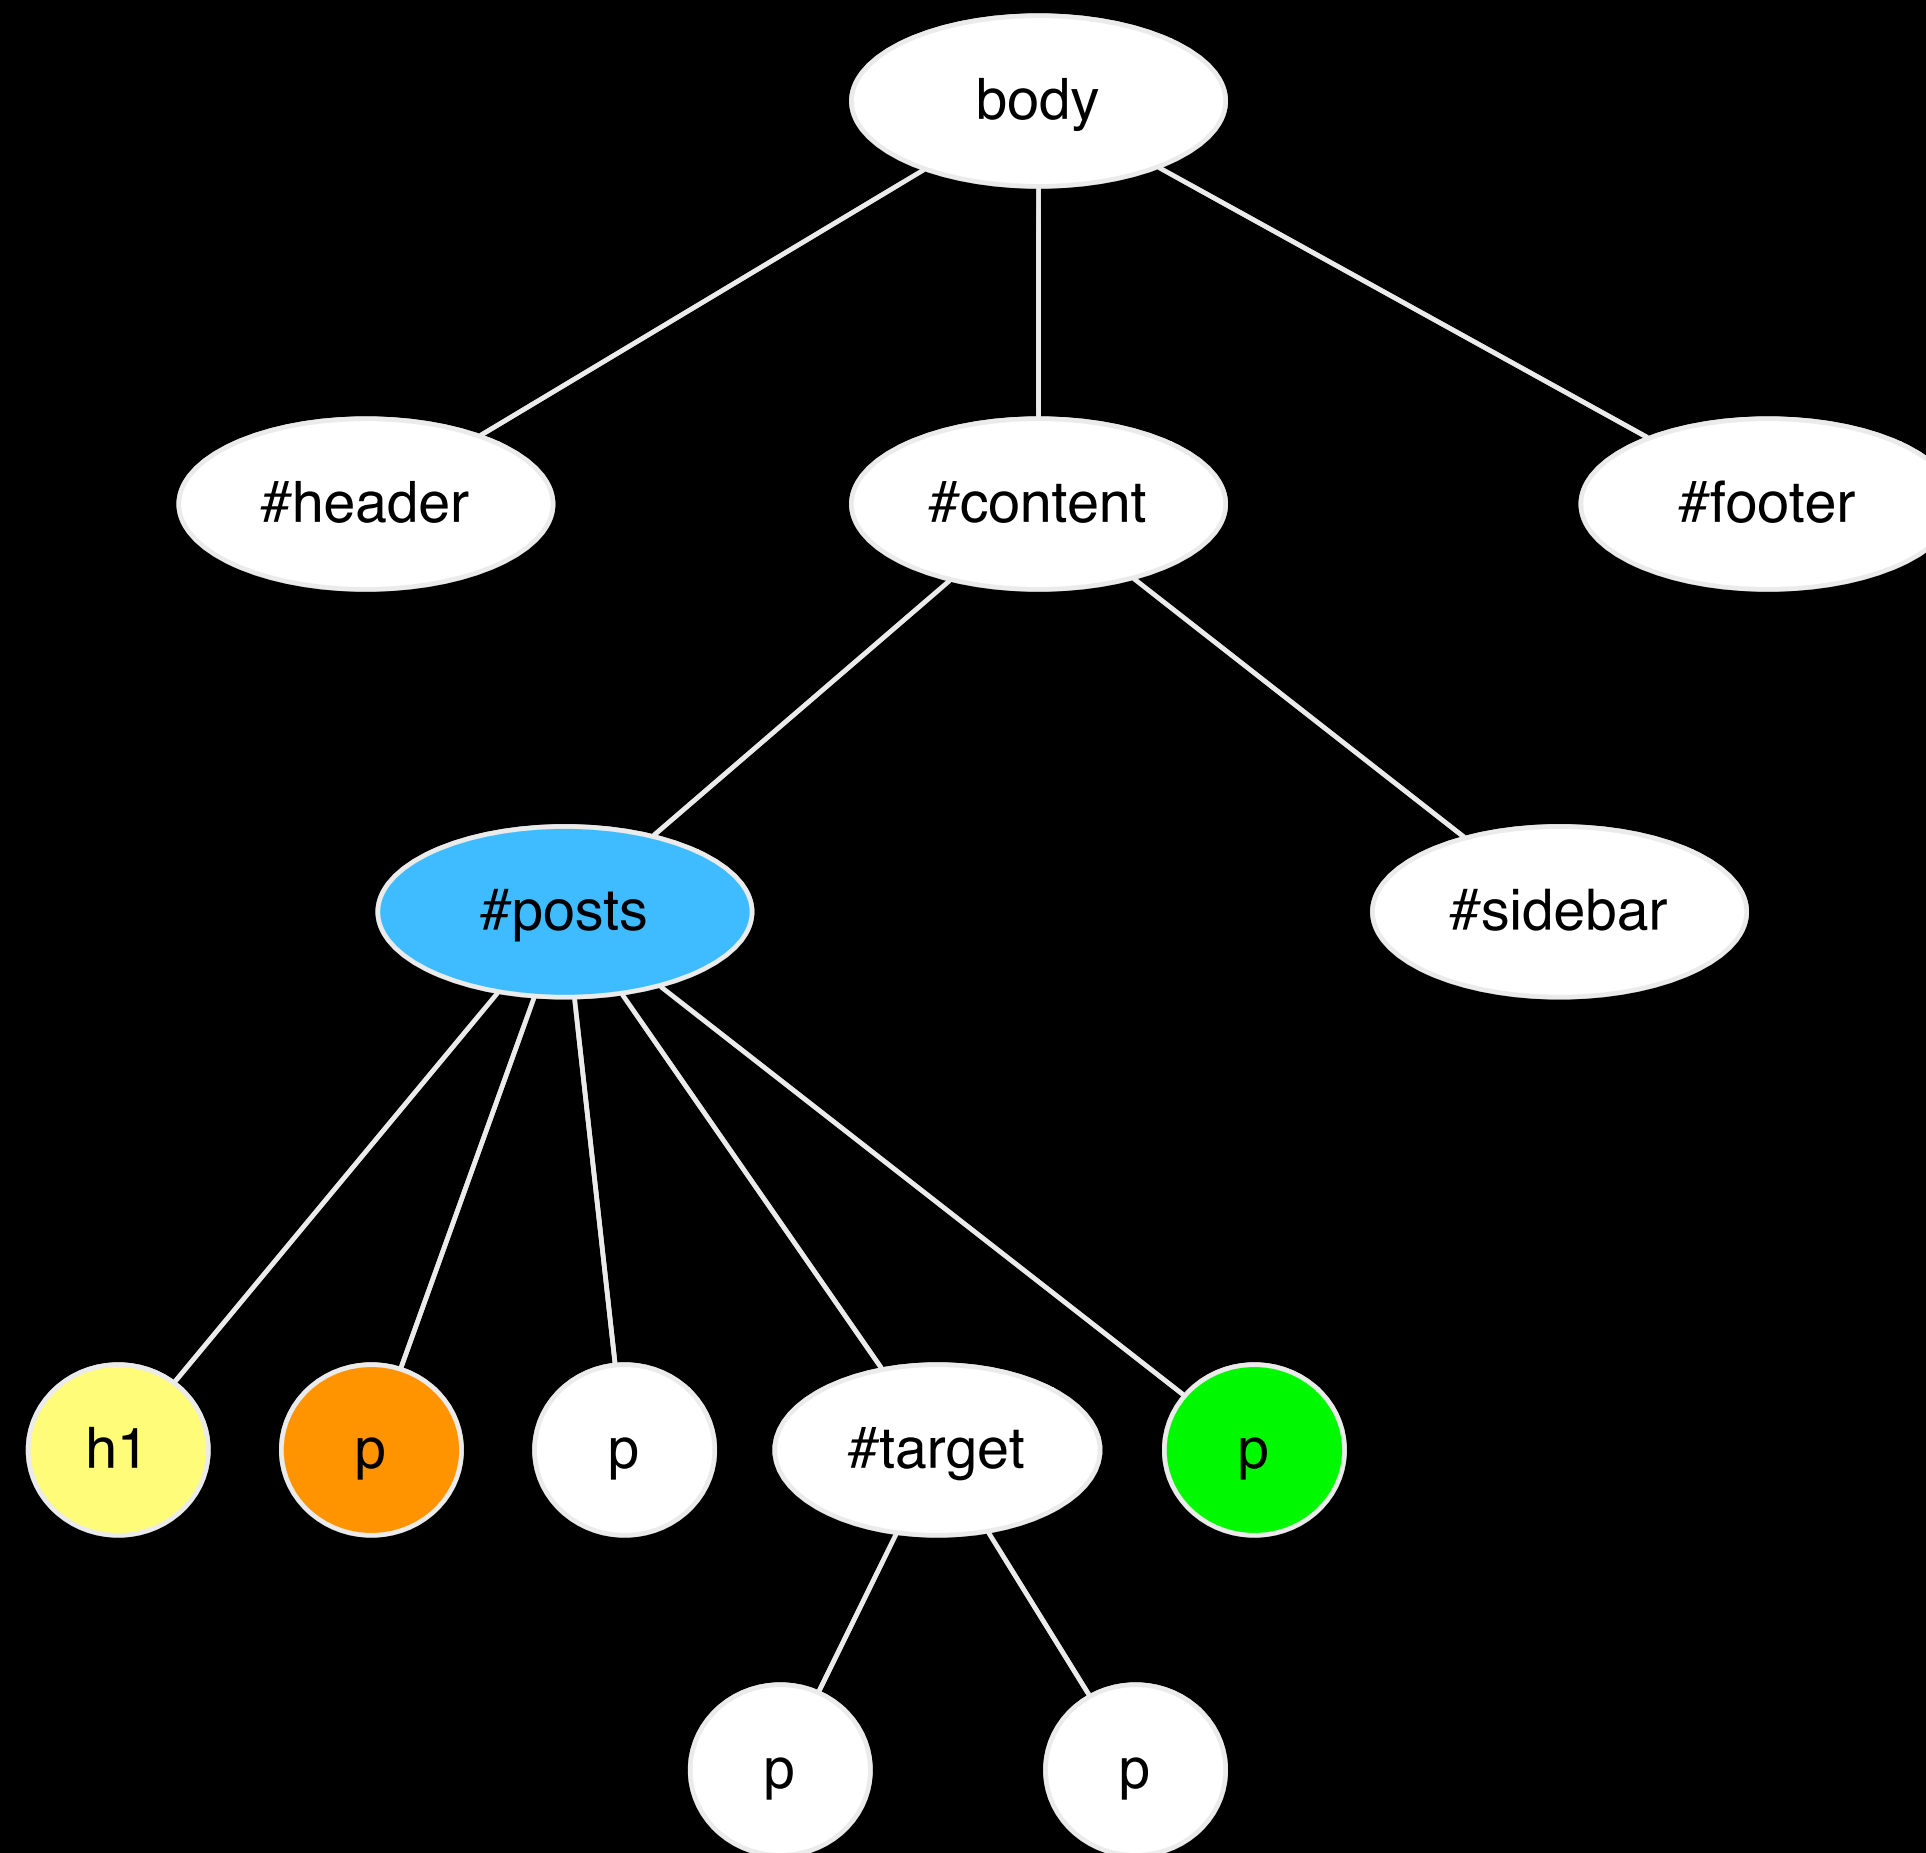 body
#header
#content
#footer
#posts
#sidebar
h1
p
p
#target
p
p
p